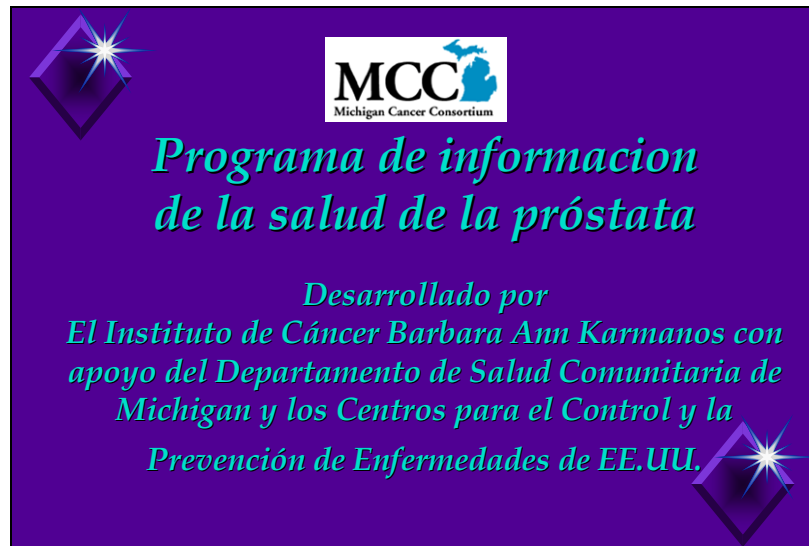 MCC
Michigan Cancer Consortium
Programa de informacion
de la salud de la próstata
Desarrollado por
El Instituto de Cáncer Barbara Ann Karmanos con
apoyo del Departamento de Salud Comunitaria de
Michigan y los Centros para el Control y la
Prevención de Enfermedades de EE.UU.